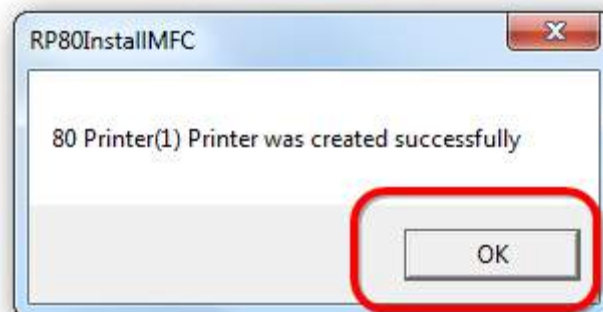 RP80InstallMFC
80 Printer(1) Printer was created successfully
OK